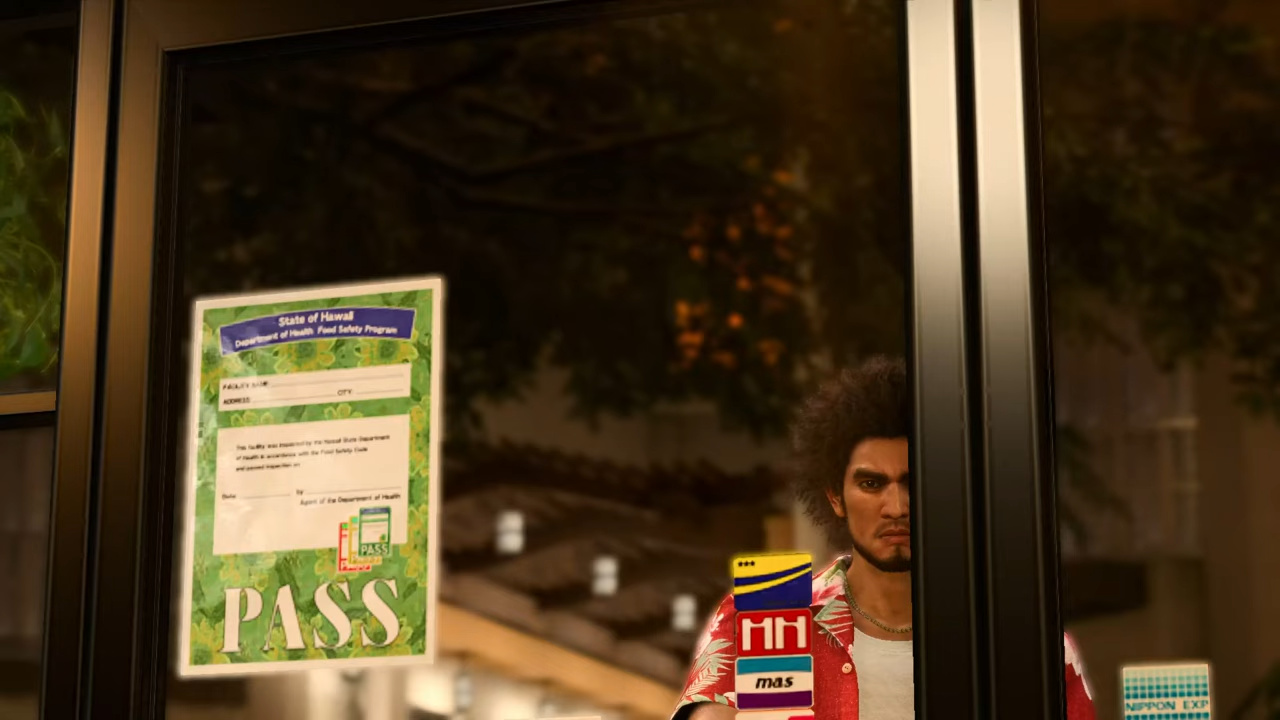 State of Hawaii
Department of Health Food Safety Program
FACILITY NAME
ADDRESS CITY
This facility was inspected by the Hawaii State Department
of Health in accordance with the Food Safety Code
and passed inspection on
Date by
Agent of the Department of Health
PASS
PASS
HH
mas
NIPPON EXP